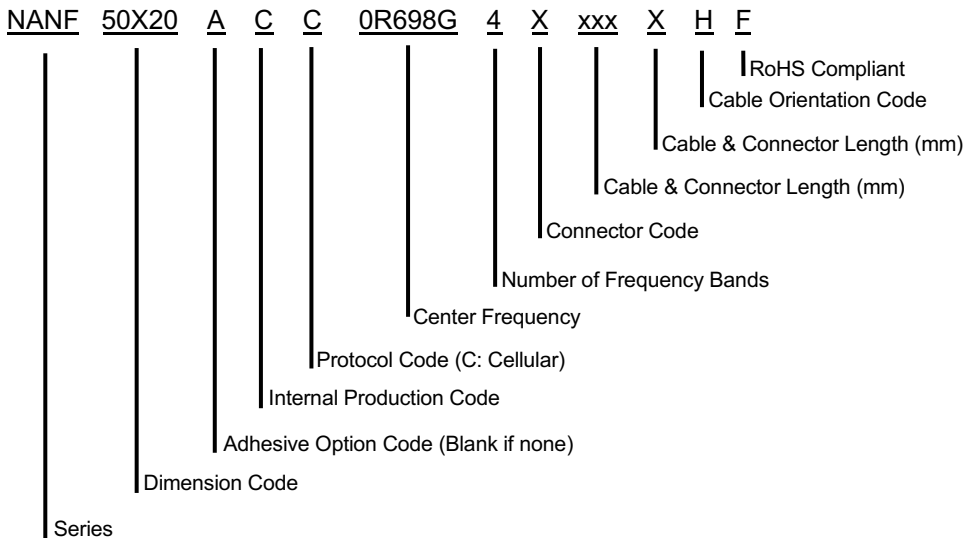 NANF 50X20 A C C 0R698G 4 X xxx X H F
RoHS Compliant
Cable Orientation Code
Cable & Connector Length (mm)
Cable & Connector Length (mm)
Connector Code
Number of Frequency Bands
Center Frequency
Protocol Code (C: Cellular)
Internal Production Code
Adhesive Option Code (Blank if none)
Dimension Code
Series